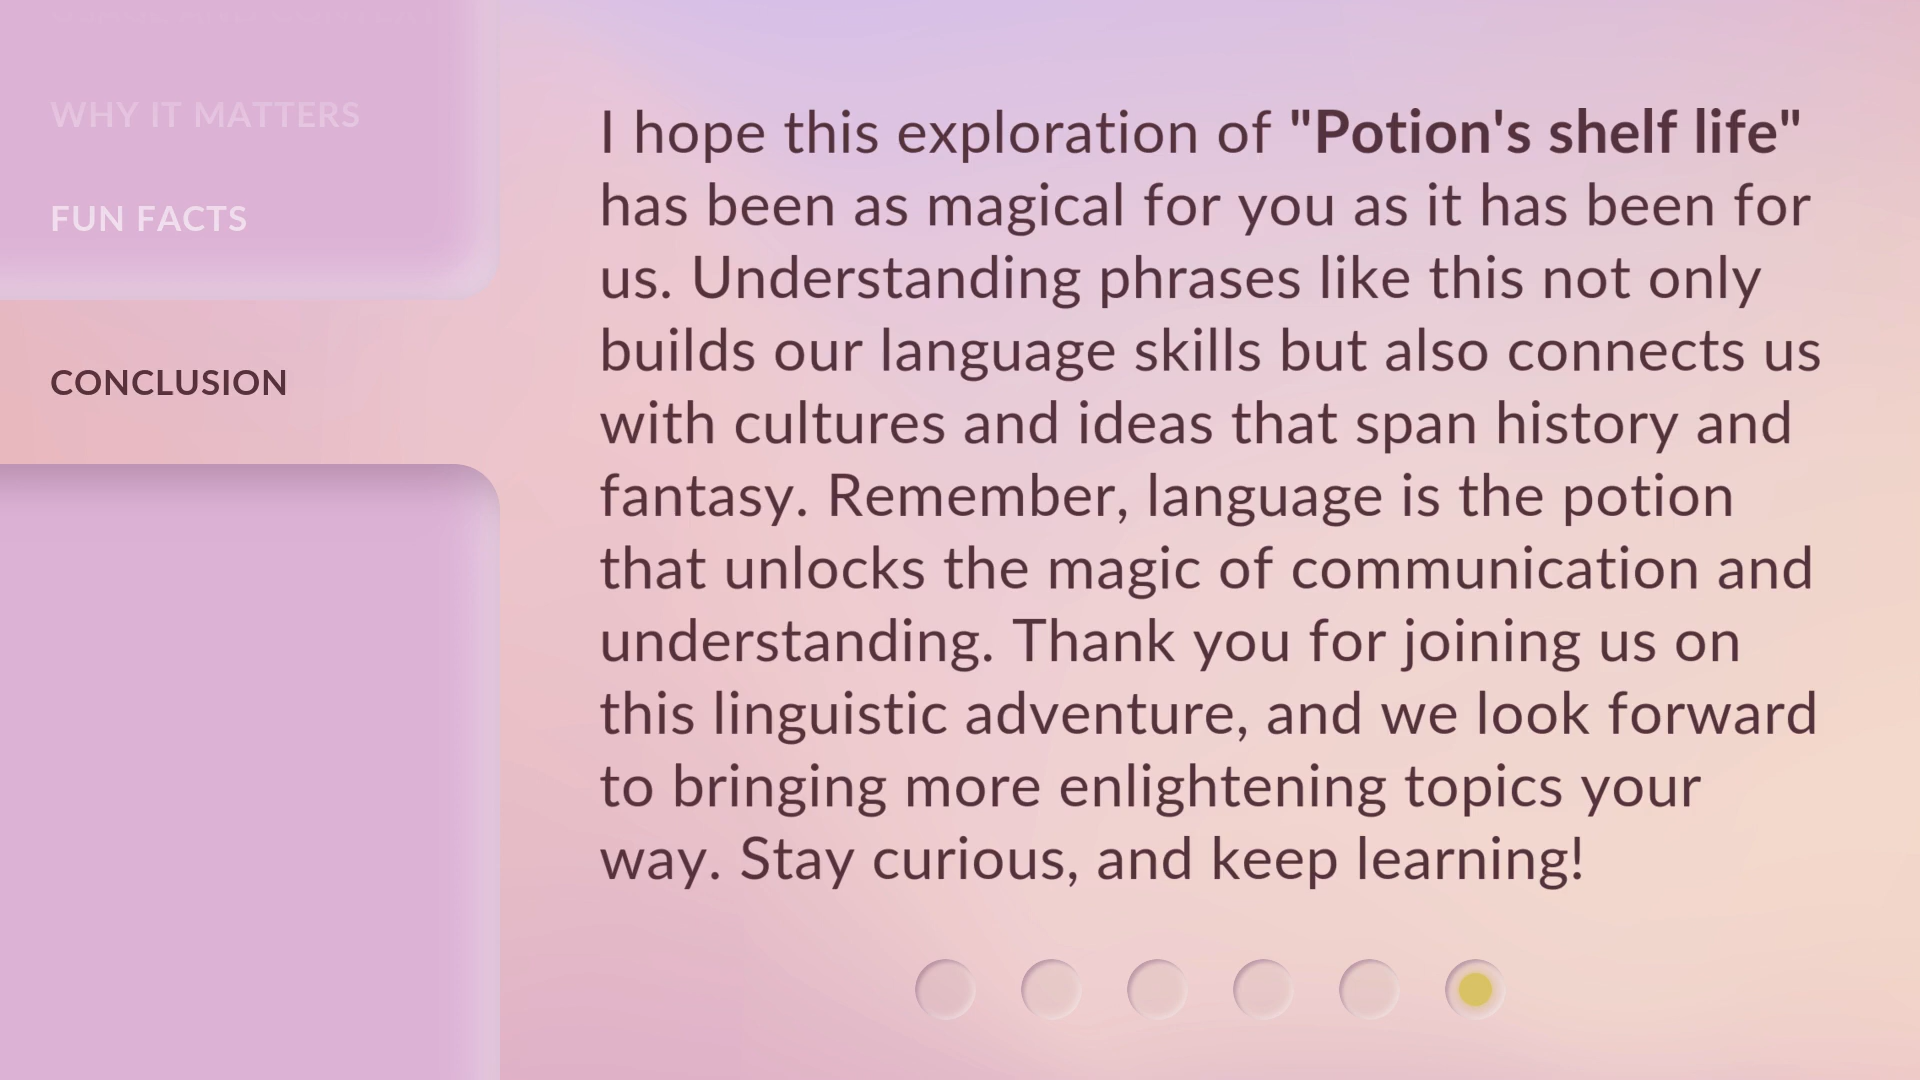 WHY IT MATTERS
FUN FACTS
CONCLUSION
I hope this exploration of "Potion's shelf life"
has been as magical for you as it has been for
us. Understanding phrases like this not only
builds our language skills but also connects us
with cultures and ideas that span history and
fantasy. Remember, language is the potion
that unlocks the magic of communication and
understanding. Thank you for joining us on
this linguistic adventure, and we look forward
to bringing more enlightening topics your
way. Stay curious, and keep learning!